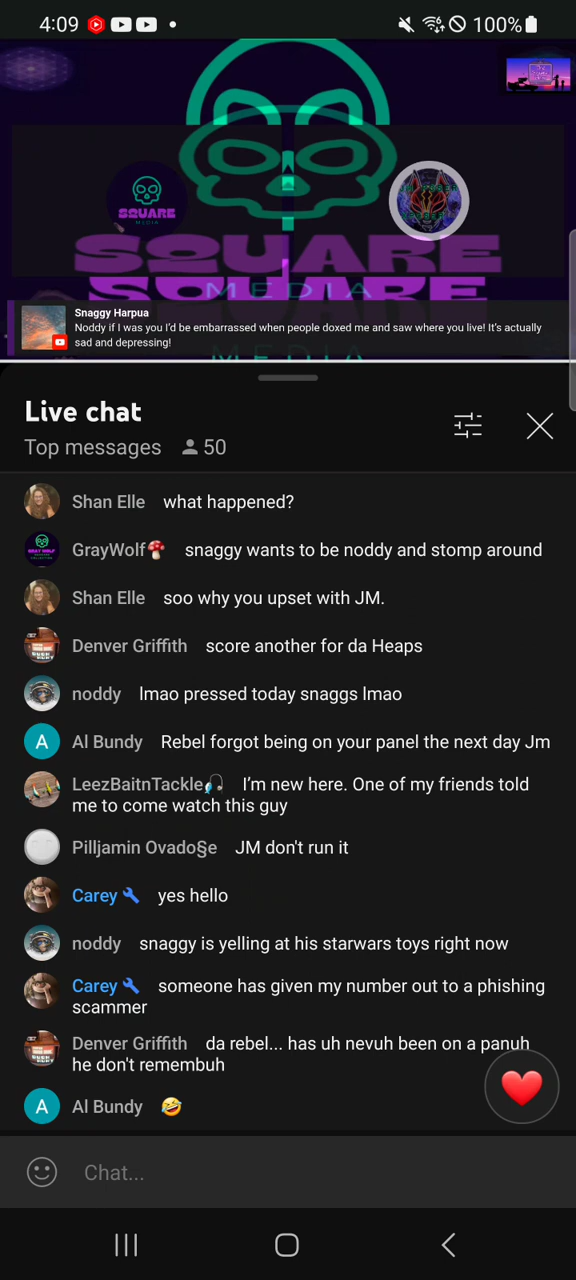 4:09
100%
SQUARE
MEDIA
SQUARE
SQUARE
MEDIA
MEDIA
Snaggy Harpua
Noddy if I was you I'd be embarrassed when people doxed me and saw where you live! It's actually
sad and depressing!
Live chat
Top messages 50
Shan Elle what happened?
GrayWolf🍄 snaggy wants to be noddy and stomp around
Shan Elle soo why you upset with JM.
Denver Griffith score another for da Heaps
noddy lmao pressed today snaggs lmao
A Al Bundy Rebel forgot being on your panel the next day Jm
LeezBaitnTackle🎣 I'm new here. One of my friends told
me to come watch this guy
Pilljamin Ovado§e JM don't run it
Carey🔧 yes hello
noddy snaggy is yelling at his starwars toys right now
Carey🔧 someone has given my number out to a phishing
scammer
Denver Griffith da rebel... has uh nevuh been on a panuh
he don't remembuh
A Al Bundy 🤣
Chat...